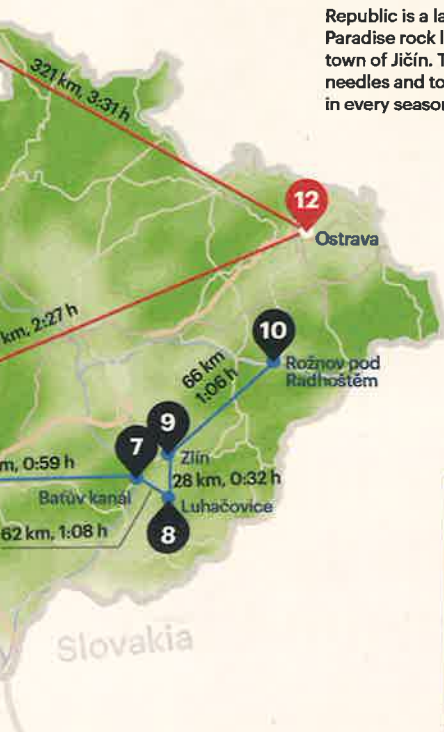 Republic is a la
Paradise rock l
town of Jičín. T
needles and to
in every season
321 km, 3:31 h
12
Ostrava
km, 2:27 h
10
Rožnov pod
Radhoštěm
66 km
1:06 h
9
7
Zlín
m, 0:59 h
28 km, 0:32 h
Baťův kanál
Luhačovice
62 km, 1:08 h
8
Slovakia